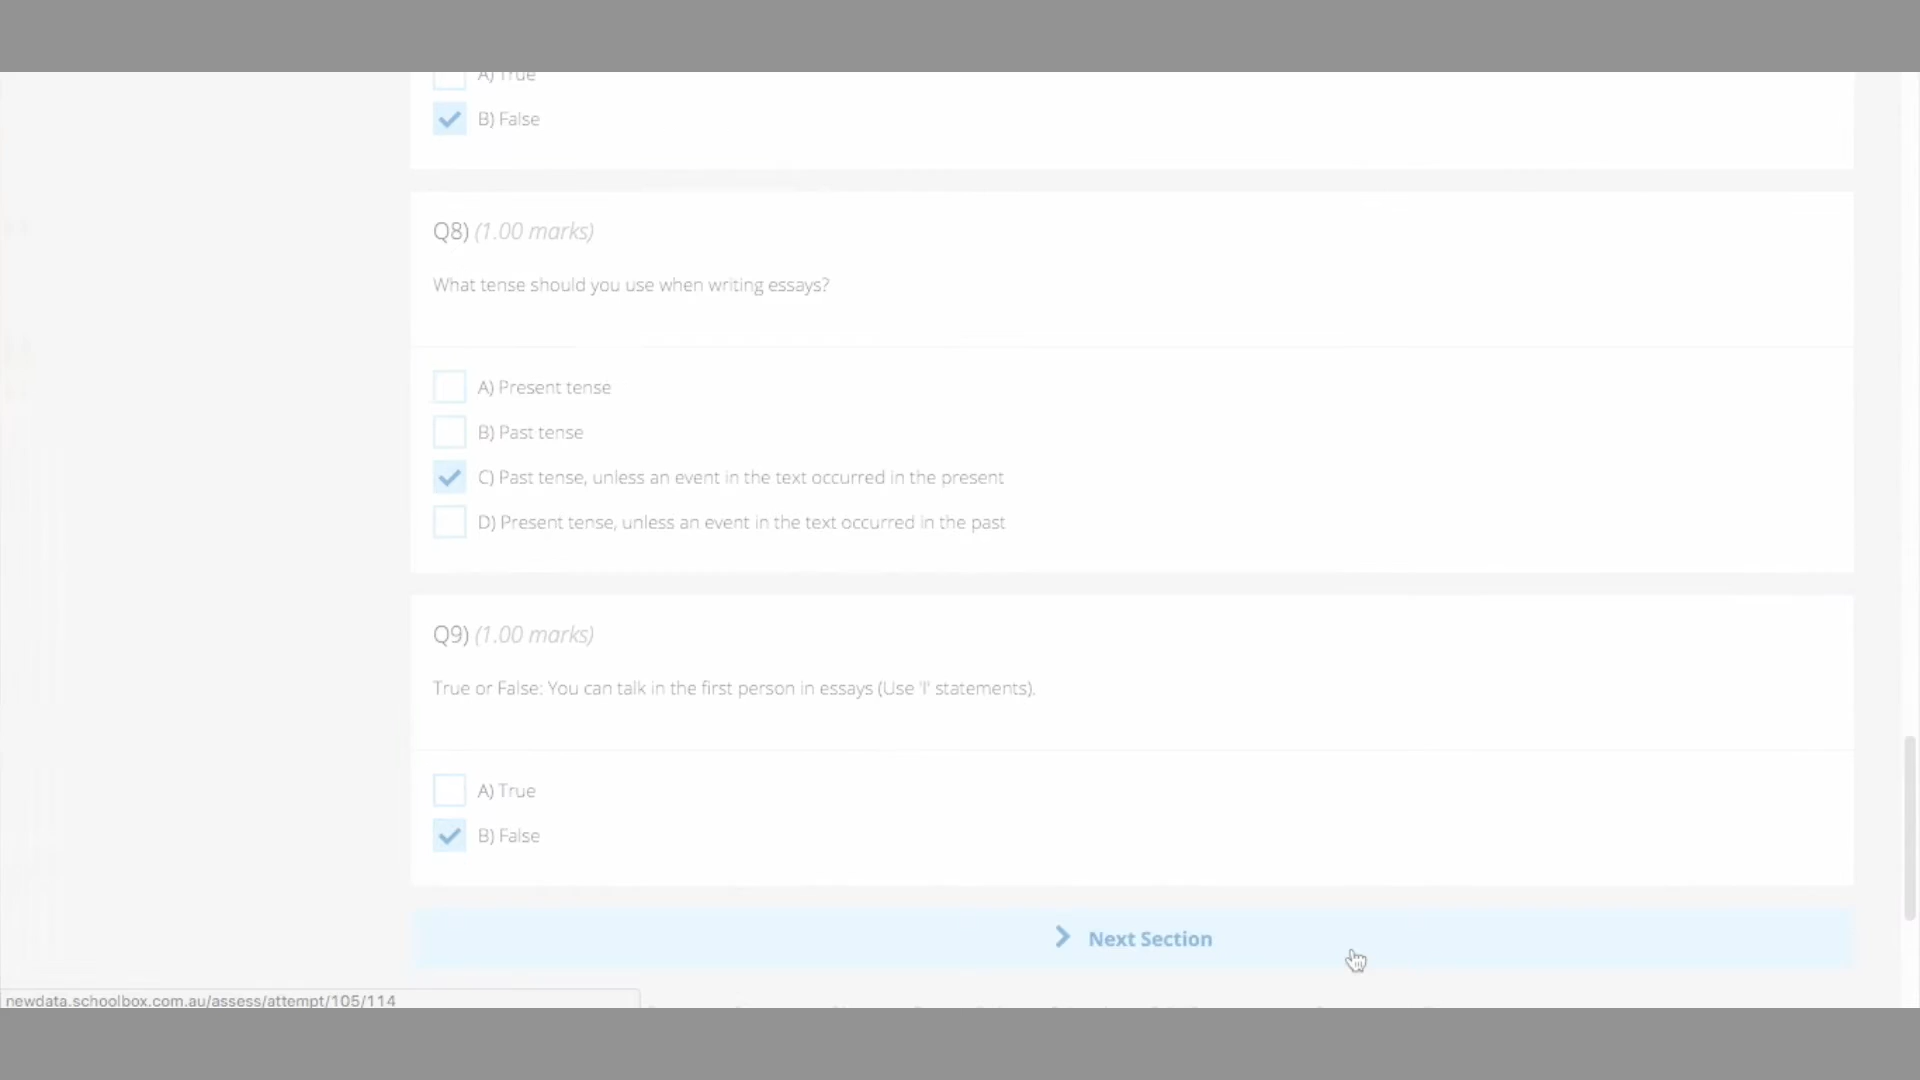 A) True
B) False
Q8) (1.00 marks)
What tense should you use when writing essays?
A) Present tense
B) Past tense
C) Past tense, unless an event in the text occurred in the present
D) Present tense, unless an event in the text occurred in the past
Q9) (1.00 marks)
True or False: You can talk in the first person in essays (Use 'I' statements).
A) True
B) False
Next Section
newdata.schoolbox.com.au/assess/attempt/105/114